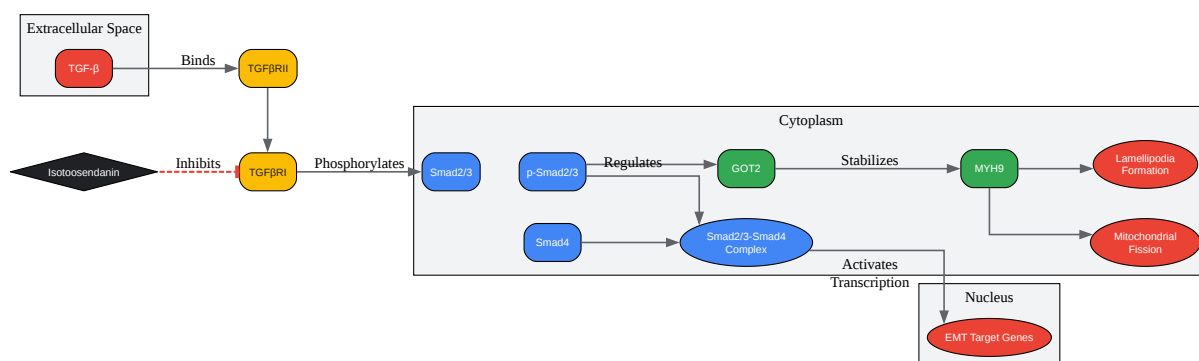 Extracellular Space
TGF-β
Binds
TGFβRII
Isotoosendanin
Inhibits
TGFβRI
Phosphorylates
Cytoplasm
Smad2/3
p-Smad2/3
Regulates
GOT2
Stabilizes
MYH9
Lamellipodia
Formation
Smad4
Smad2/3-Smad4
Complex
Mitochondrial
Fission
Activates
Transcription
Nucleus
EMT Target Genes